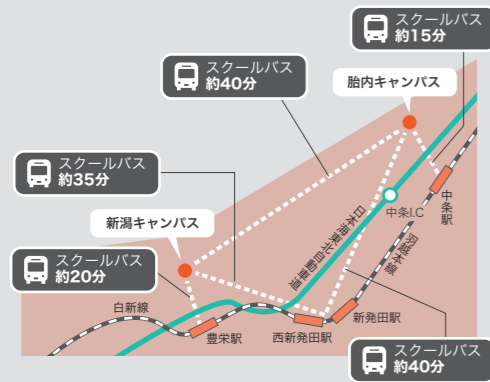 スクールバス
約15分
スクールバス
約40分
胎内キャンパス
スクールバス
約35分
中条I.C
中条駅
新潟キャンパス
日本海東北自動車道
羽越本線
スクールバス
約20分
白新線
豊栄駅
西新発田駅
新発田駅
スクールバス
約40分